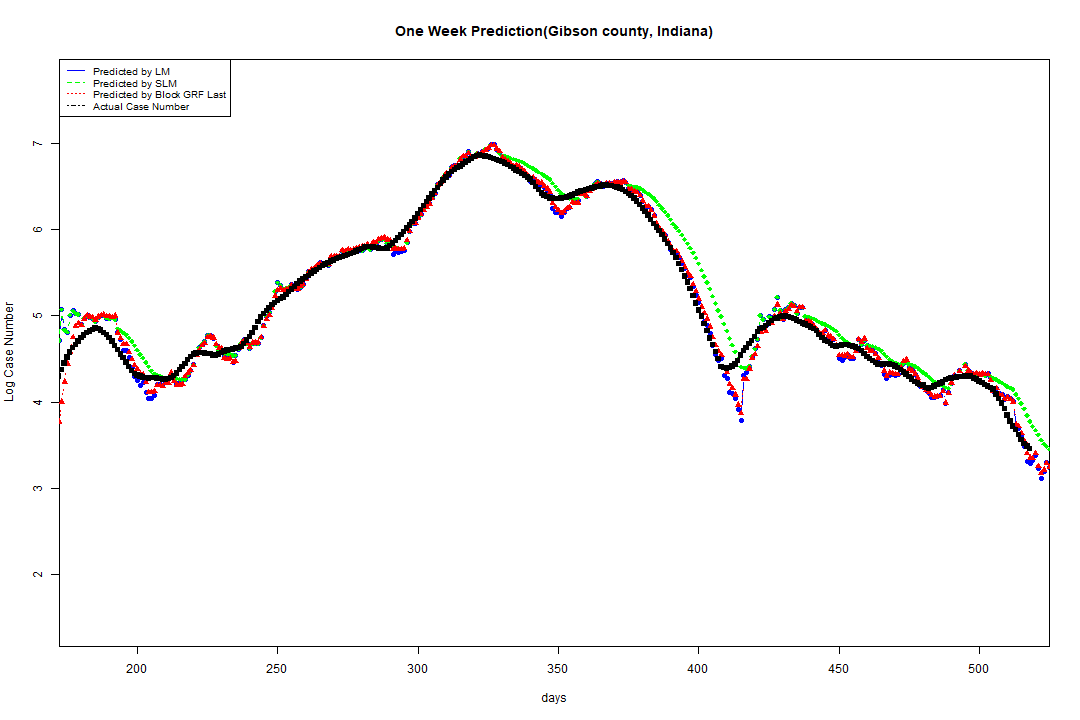 One Week Prediction(Gibson county, Indiana)
Predicted by LM
Predicted by SLM
Predicted by Block GRF Last
Actual Case Number
7
6
5
4
3
2
Log Case Number
200 250 300 350 400 450 500
days